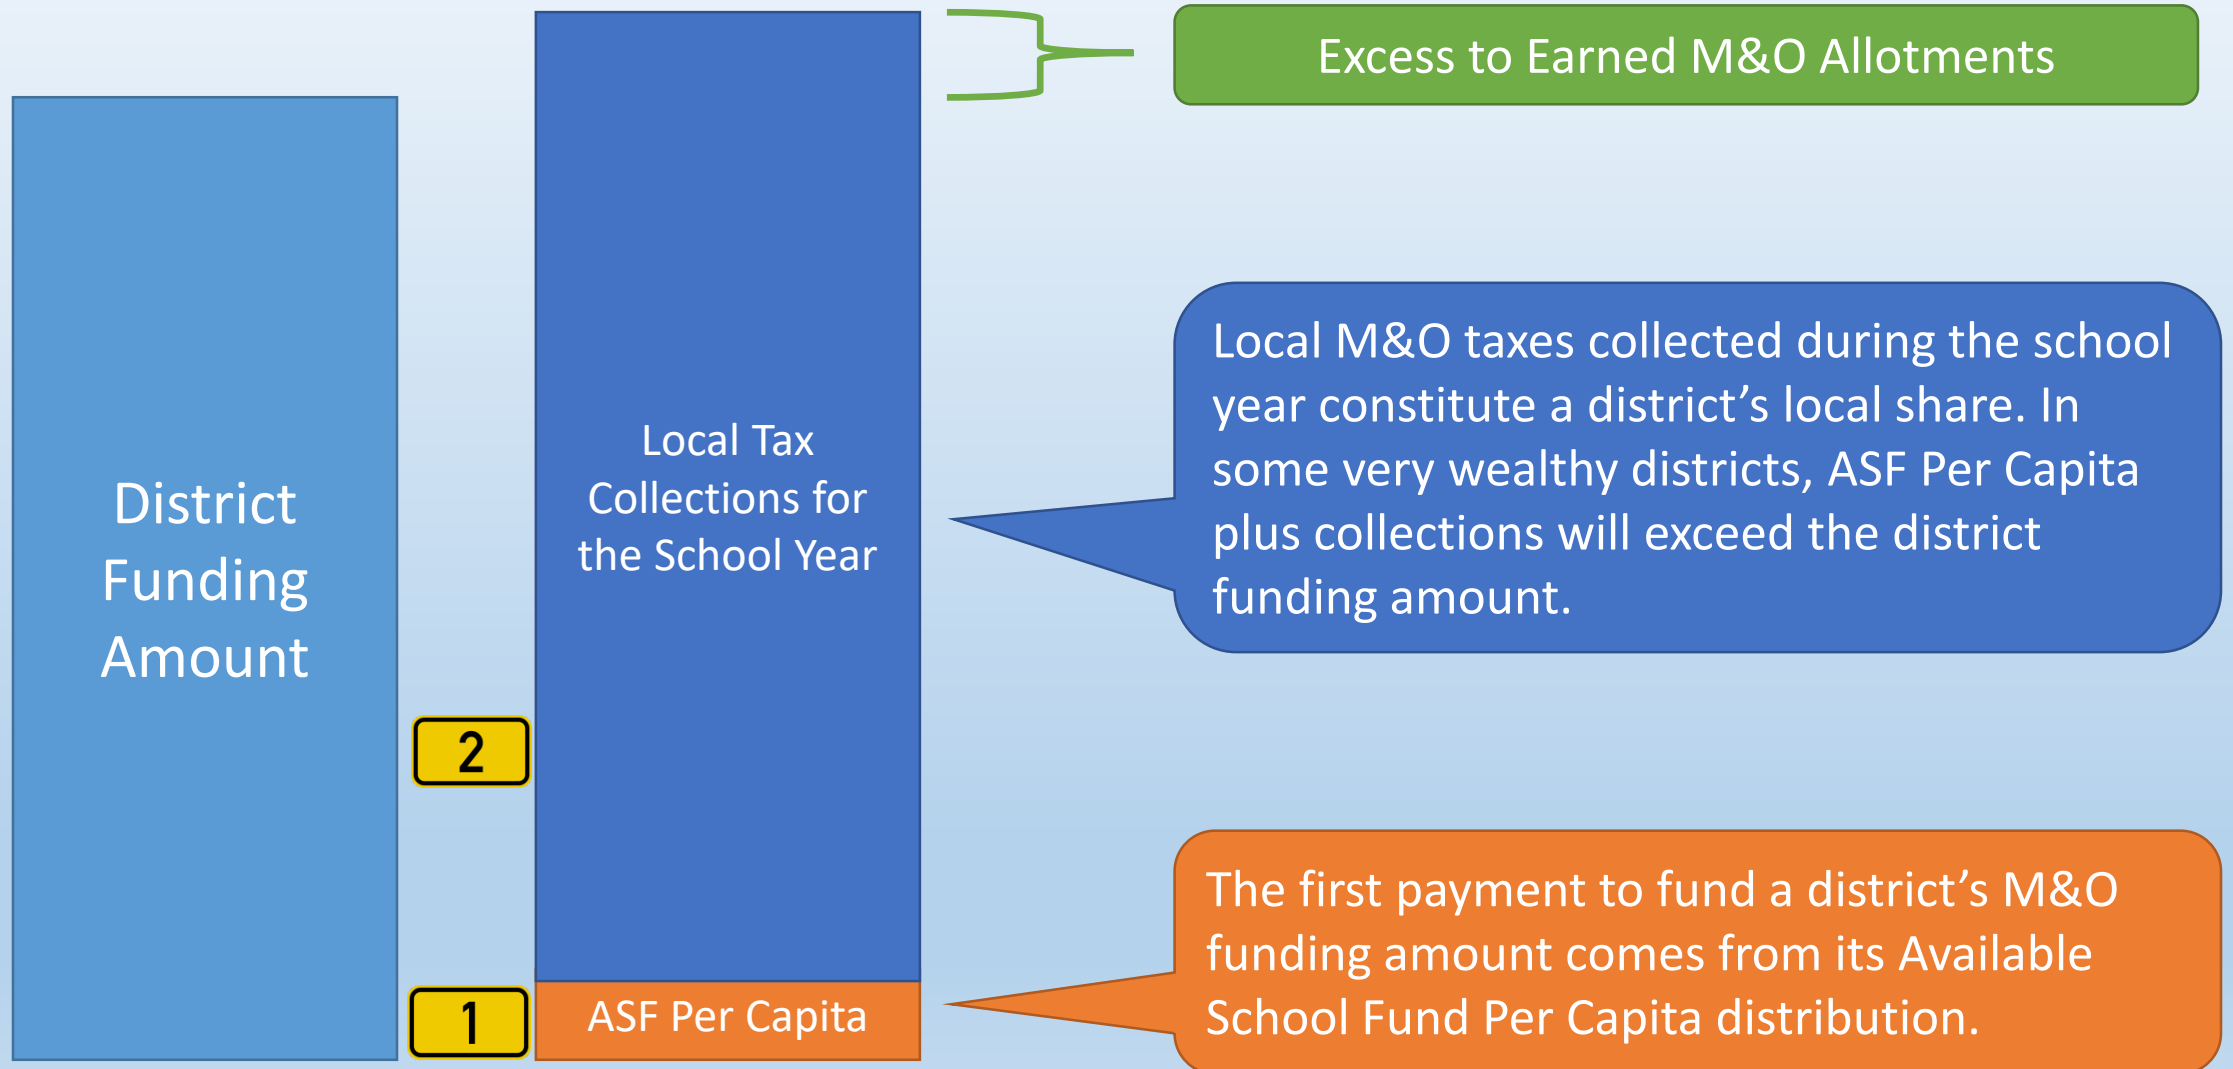 Excess to Earned M&O Allotments
District
Funding
Amount
Local Tax
Collections for
the School Year
Local M&O taxes collected during the school
year constitute a district’s local share. In
some very wealthy districts, ASF Per Capita
plus collections will exceed the district
funding amount.
2
1
ASF Per Capita
The first payment to fund a district’s M&O
funding amount comes from its Available
School Fund Per Capita distribution.